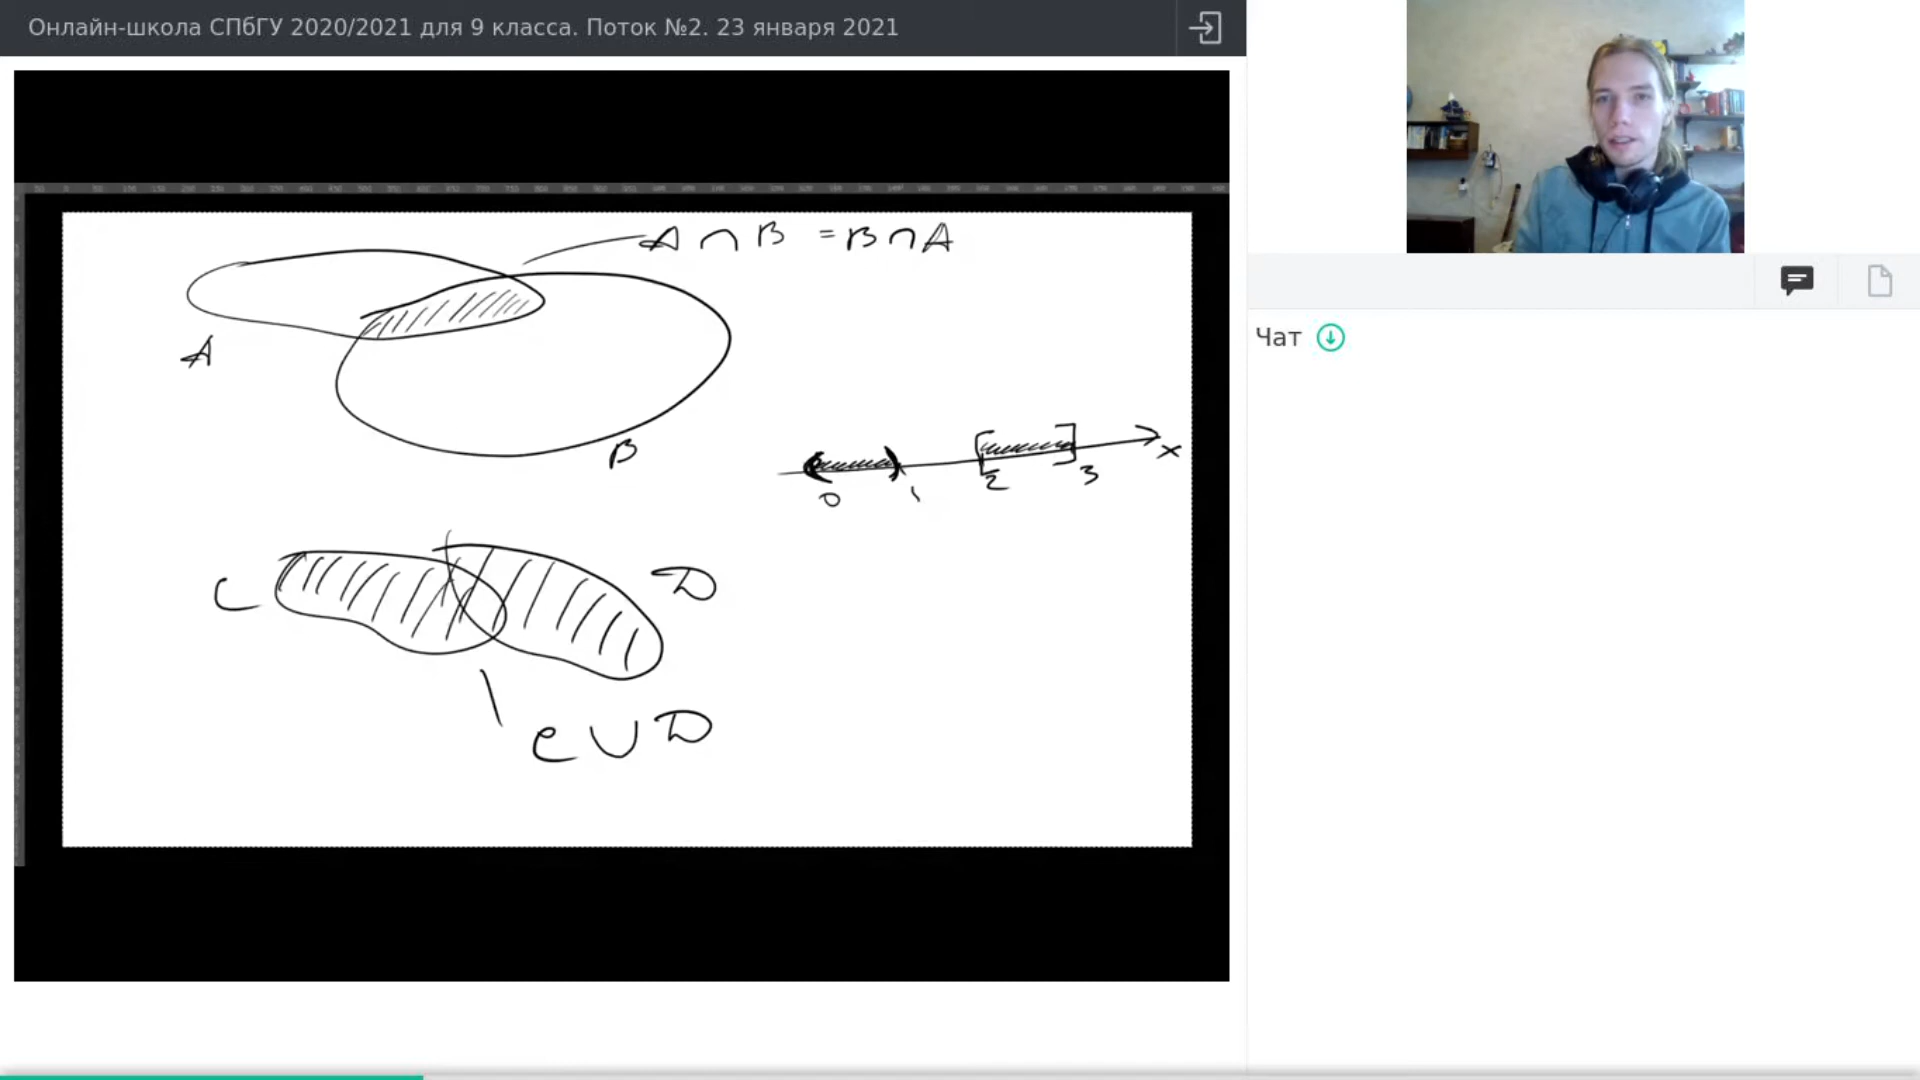 Онлайн-школа СПбГУ 2020/2021 для 9 класса. Поток №2. 23 января 2021
Чат
A ∩ B = B ∩ A
A
B
0 1 2 3 x
C
D
C ∪ D